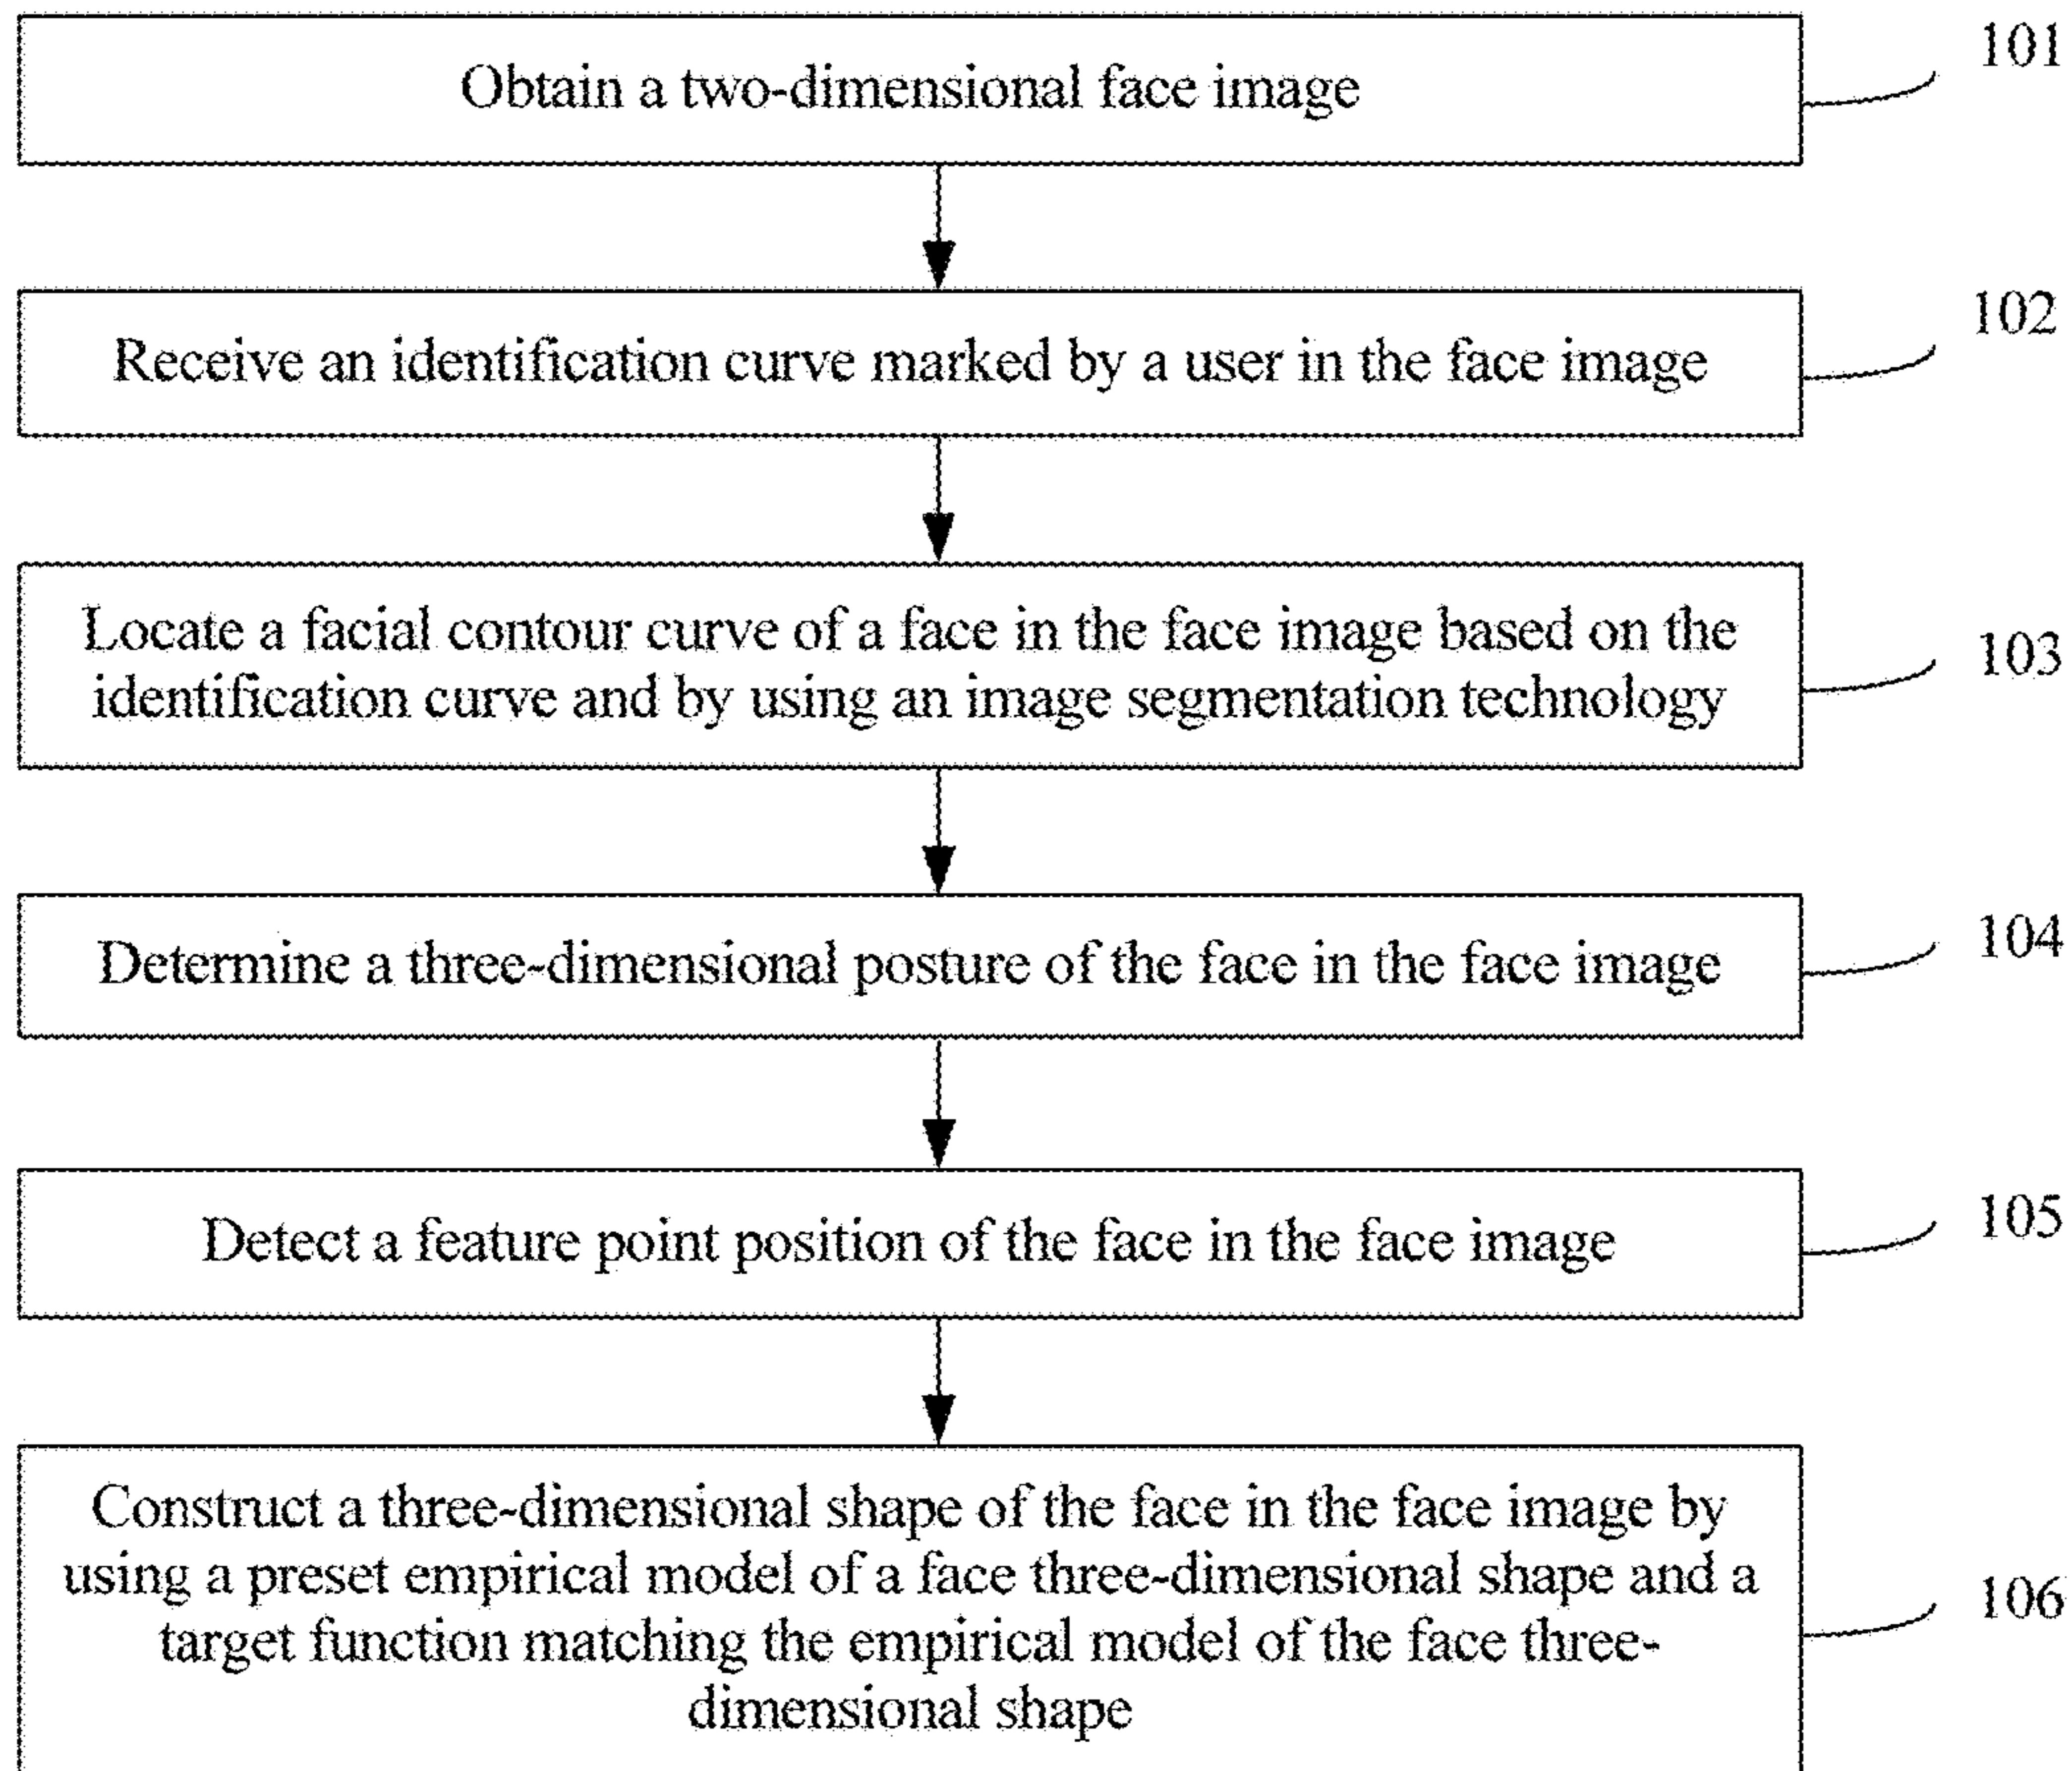 Obtain a two-dimensional face image
101
Receive an identification curve marked by a user in the face image
102
Locate a facial contour curve of a face in the face image based on the
identification curve and by using an image segmentation technology
103
Determine a three-dimensional posture of the face in the face image
104
Detect a feature point position of the face in the face image
105
Construct a three-dimensional shape of the face in the face image by
using a preset empirical model of a face three-dimensional shape and a
target function matching the empirical model of the face three-
dimensional shape
106